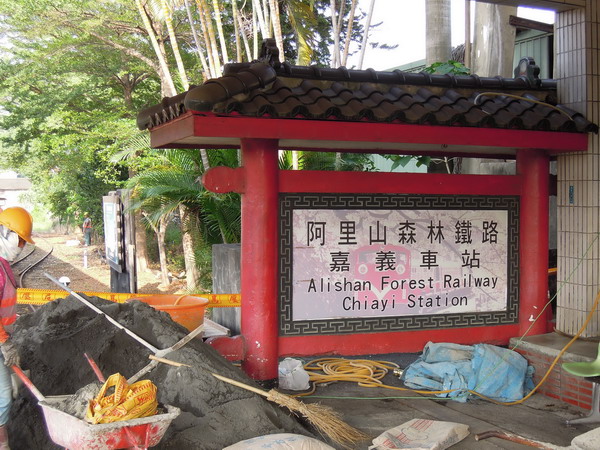 阿里山森林鐵路
嘉義車站
Alishan Forest Railway
Chiayi Station